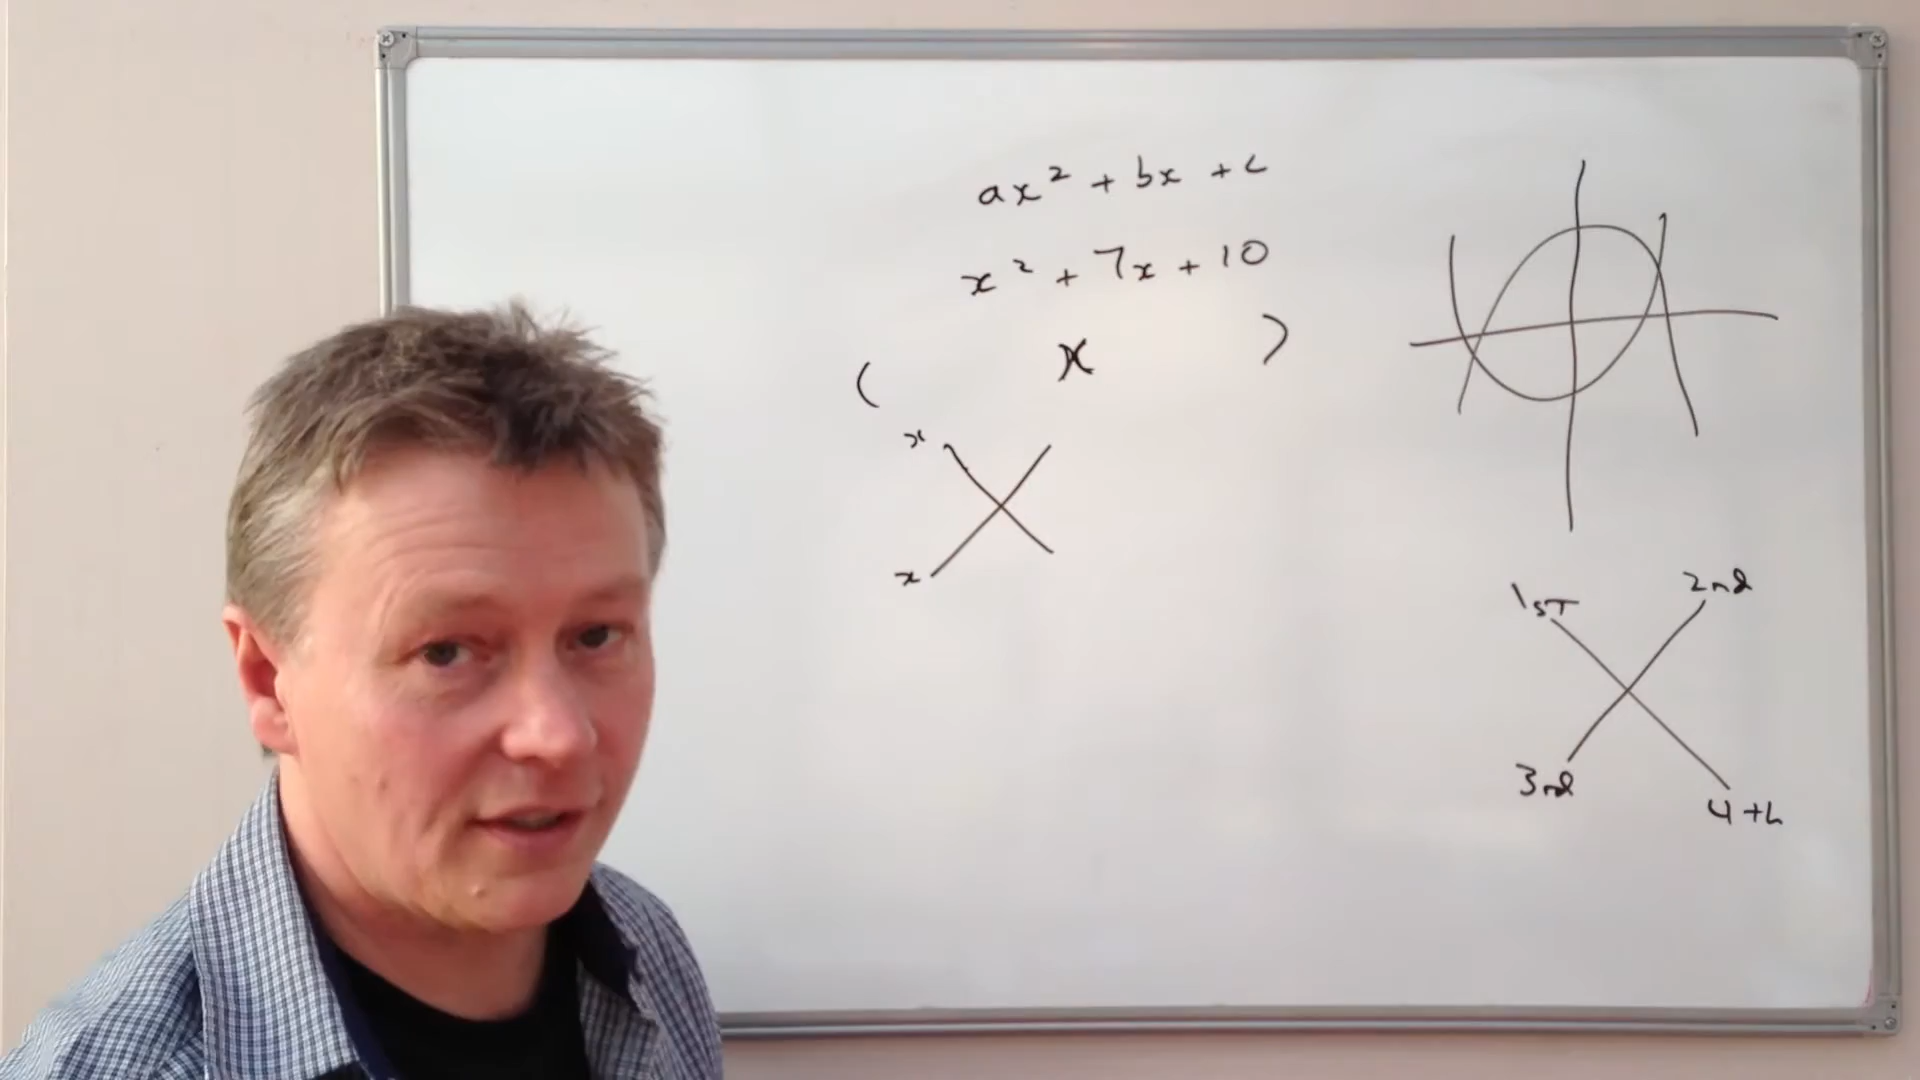 ax² + bx + c
x² + 7x + 10
( x )
x
x
1ST 2nd
3rd 4th